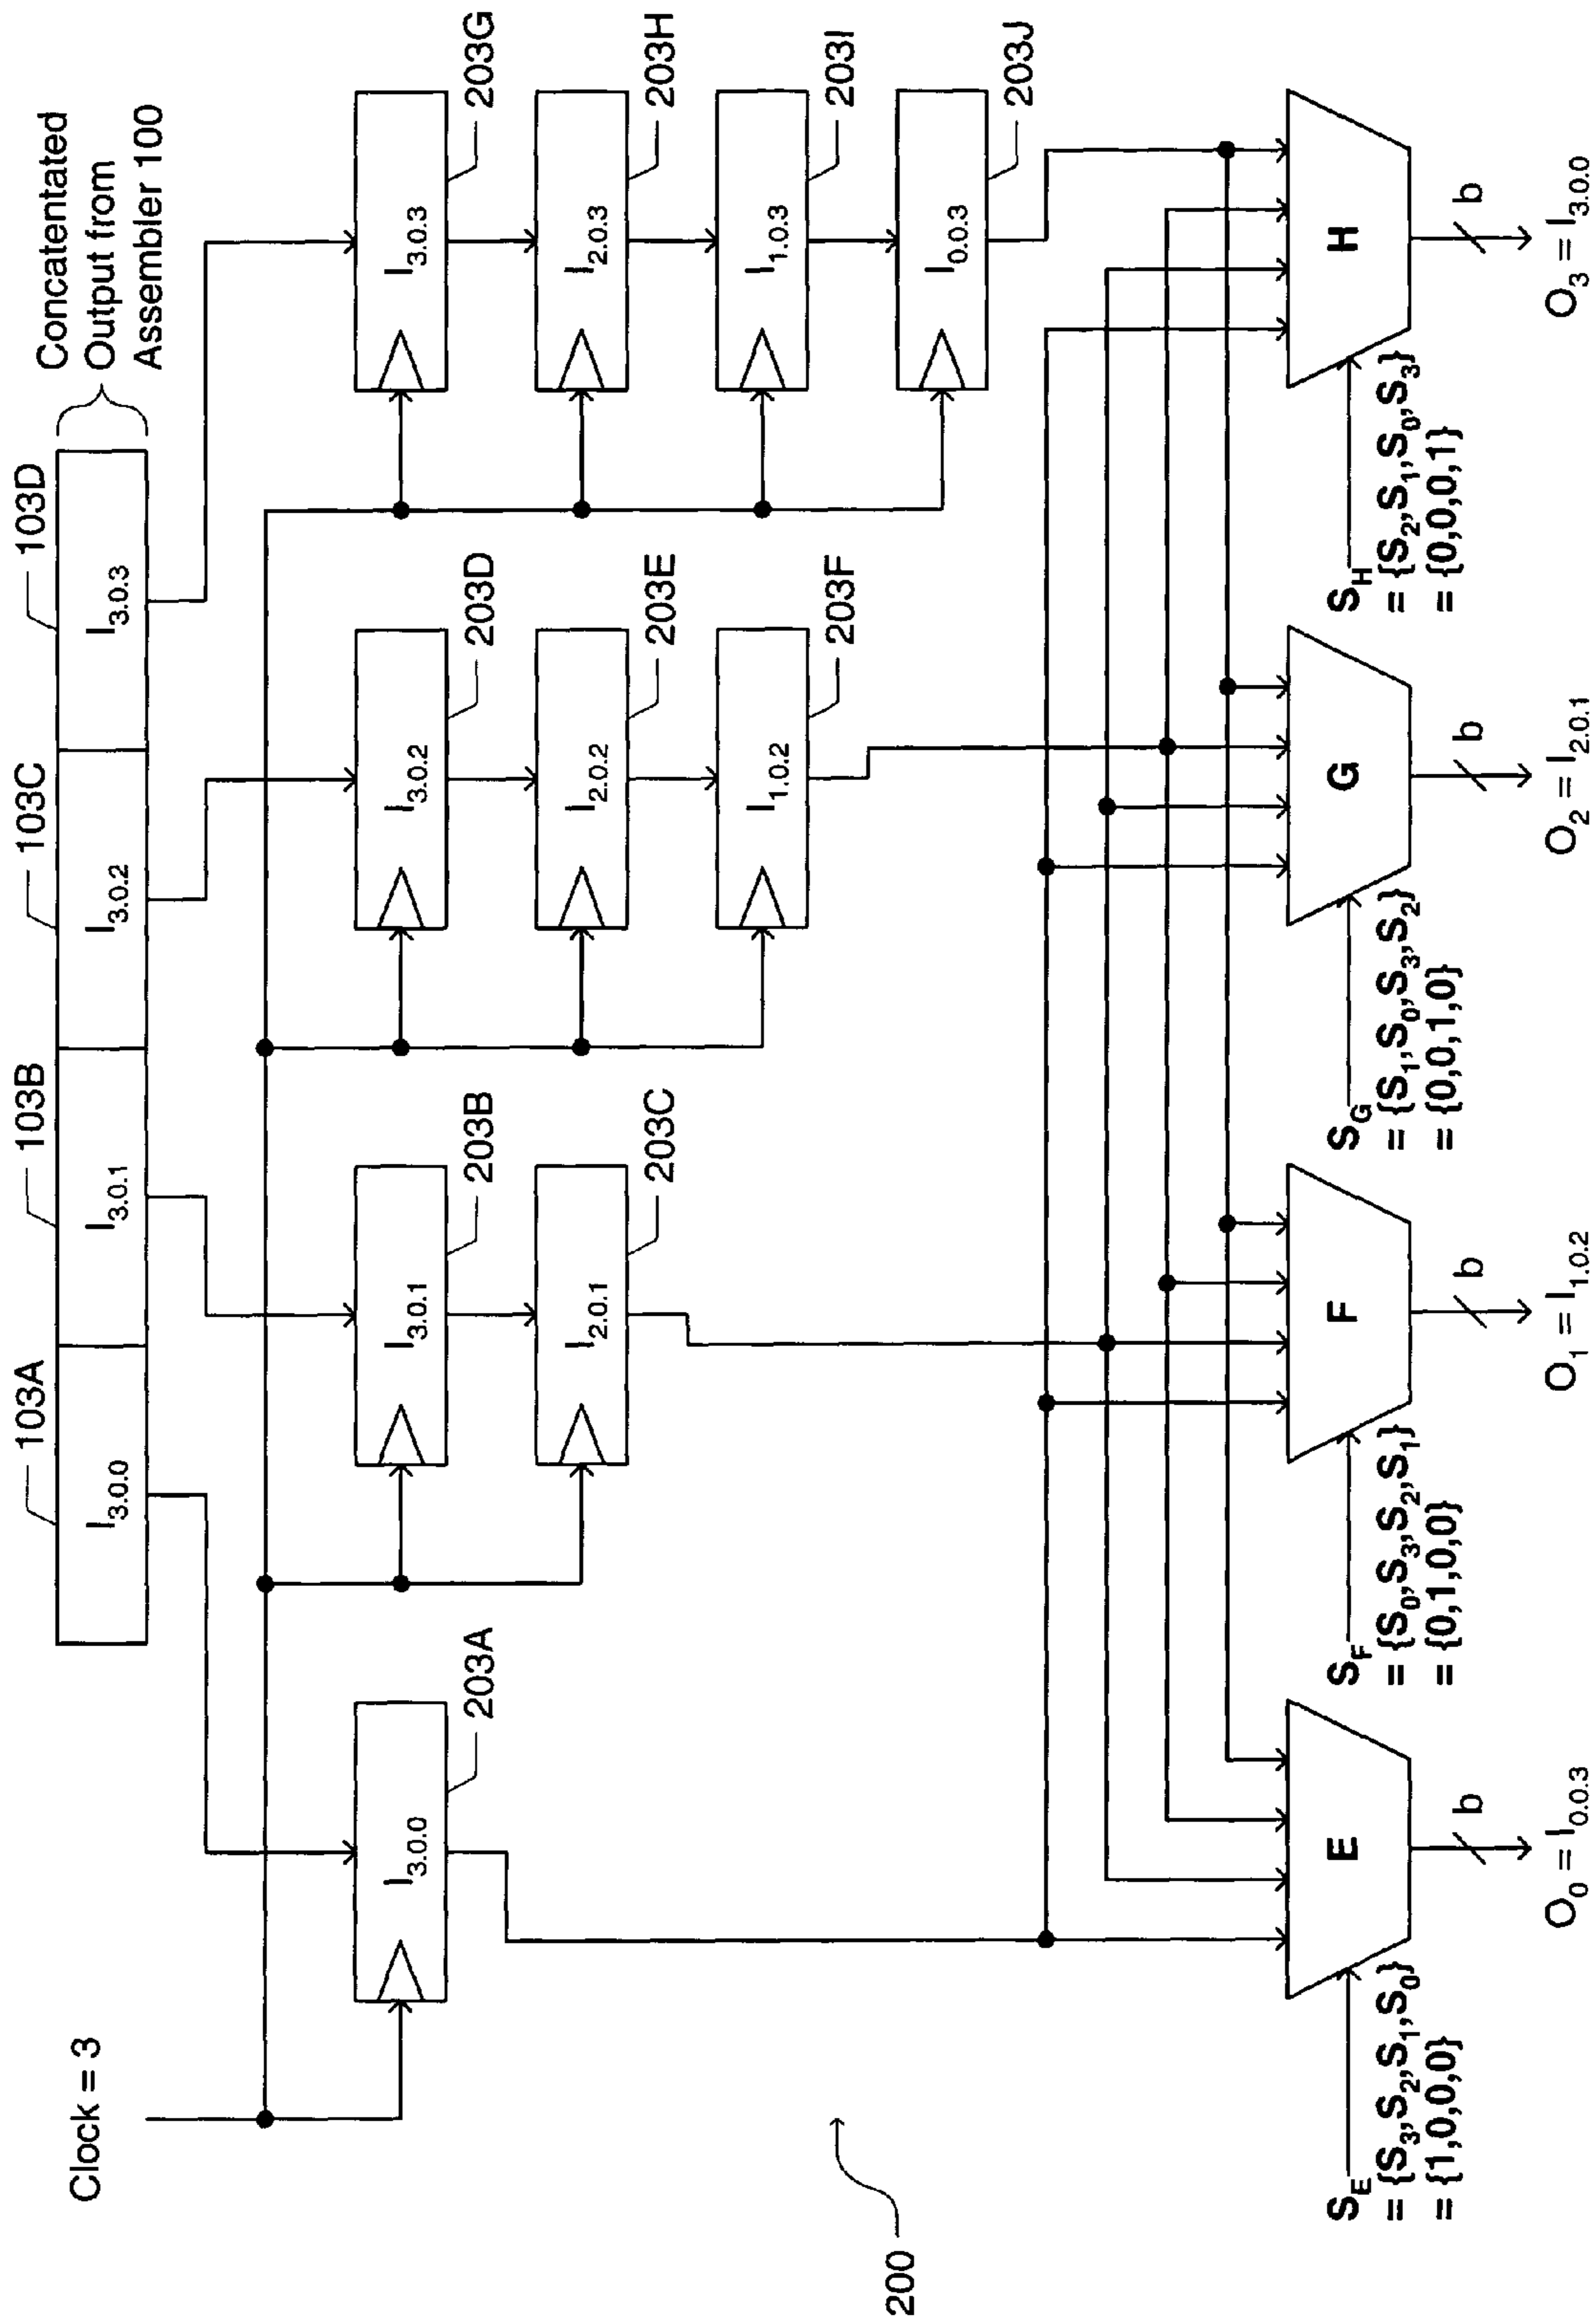 Clock = 3
103A
103B
103C
103D
Concatentated
Output from
Assembler 100
I3.0.0
I3.0.1
I3.0.2
I3.0.3
I3.0.0
203A
I3.0.1
203B
I3.0.2
203D
I3.0.3
203G
I2.0.1
203C
I2.0.2
203E
I2.0.3
203H
I1.0.2
203F
I1.0.3
203I
I0.0.3
203J
200
E
F
G
H
SE
= {S3,S2,S1,S0}
= {1,0,0,0}
SF
= {S0,S3,S2,S1}
= {0,1,0,0}
SG
= {S1,S0,S3,S2}
= {0,0,1,0}
SH
= {S2,S1,S0,S3}
= {0,0,0,1}
b
b
b
b
O0 = I0.0.3
O1 = I1.0.2
O2 = I2.0.1
O3 = I3.0.0